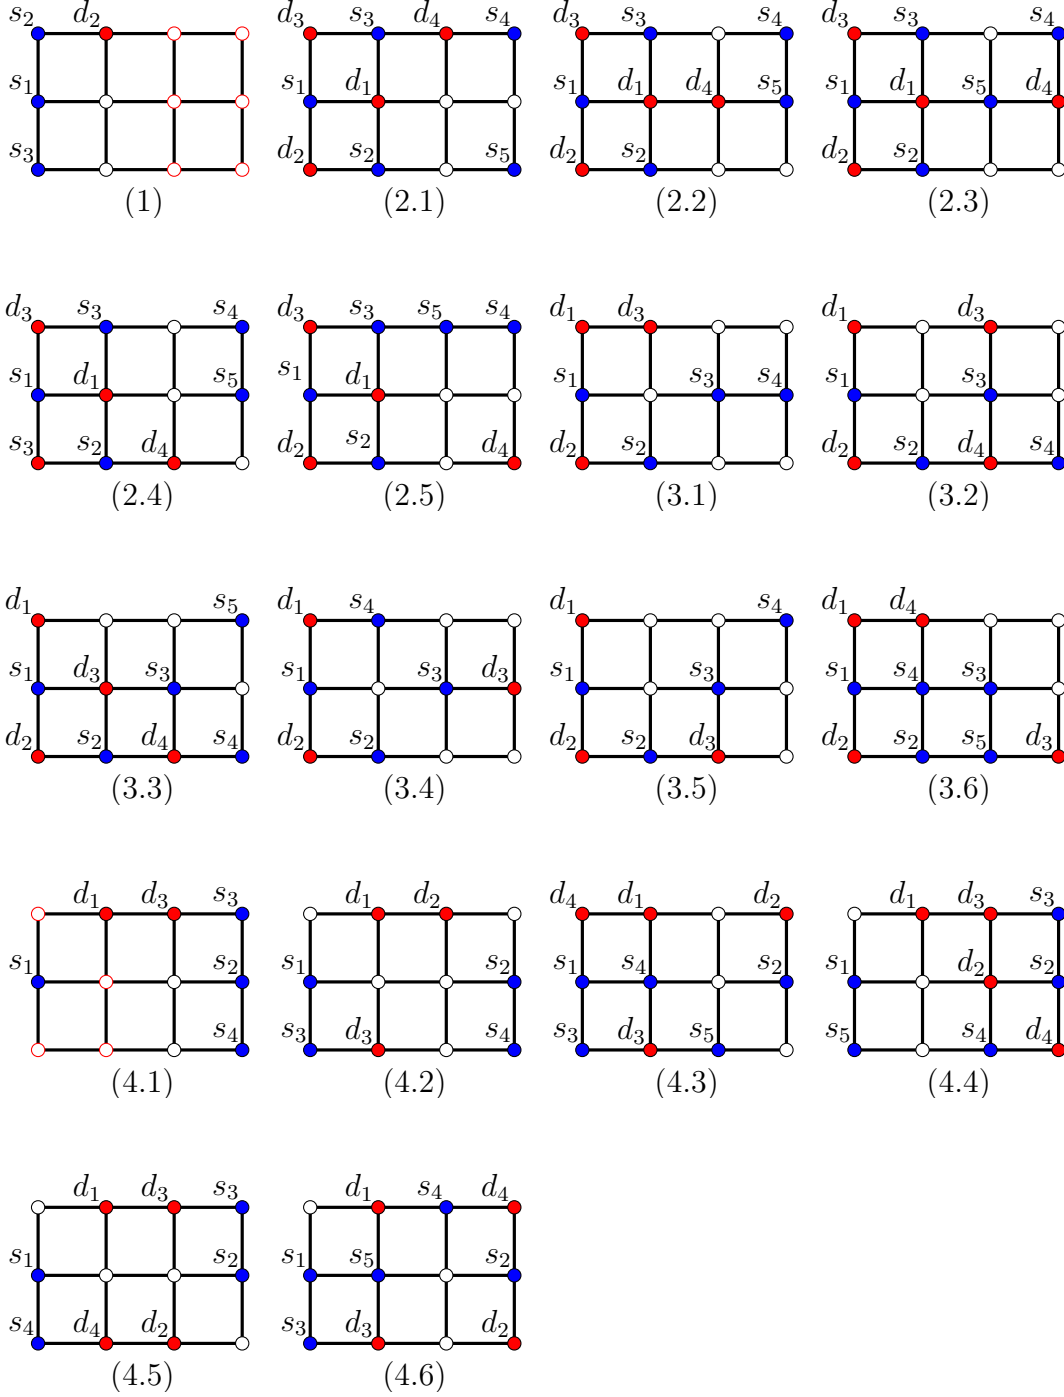 s₂ d₂ d₃ s₃ d₄ s₄ d₃ s₃ s₄ d₃ s₃ s₄
s₁ s₁ d₁ s₁ d₁ d₄ s₅ s₁ d₁ s₅ d₄
s₃ d₂ s₂ s₅ d₂ s₂ d₂ s₂
(1) (2.1) (2.2) (2.3)
d₃ s₃ s₄ d₃ s₃ s₅ s₄ d₁ d₃ d₁ d₃
s₁ d₁ s₅ s₁ d₁ s₁ s₃ s₄ s₁ s₃
s₃ s₂ d₄ d₂ s₂ d₄ d₂ s₂ d₂ s₂ d₄ s₄
(2.4) (2.5) (3.1) (3.2)
d₁ s₅ d₁ s₄ d₁ s₄ d₁ d₄
s₁ d₃ s₃ s₁ s₃ d₃ s₁ s₃ s₁ s₄ s₃
d₂ s₂ d₄ s₄ d₂ s₂ d₂ s₂ d₃ d₂ s₂ s₅ d₃
(3.3) (3.4) (3.5) (3.6)
d₁ d₃ s₃ d₁ d₂ d₄ d₁ d₂ d₁ d₃ s₃
s₁ s₂ s₁ s₂ s₁ s₄ s₂ s₁ d₂ s₂
s₄ s₃ d₃ s₄ s₃ d₃ s₅ s₅ s₄ d₄
(4.1) (4.2) (4.3) (4.4)
d₁ d₃ s₃ d₁ s₄ d₄
s₁ s₂ s₁ s₅ s₂
s₄ d₄ d₂ s₃ d₃ d₂
(4.5) (4.6)